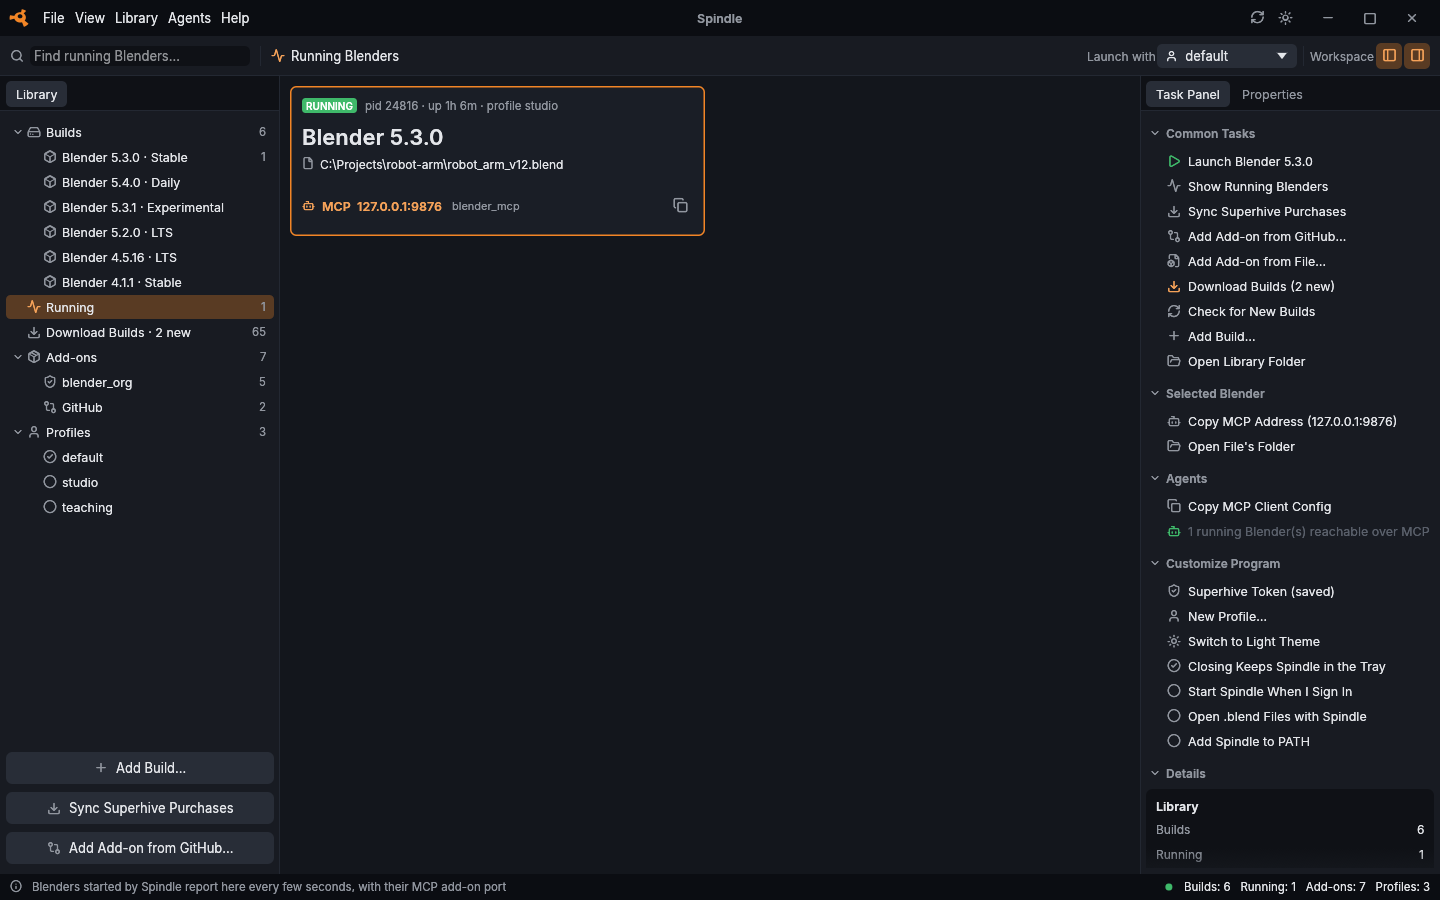 File View Library Agents Help
Spindle
Find running Blenders...
Running Blenders
Launch with default
Workspace
Library
Builds 6
Blender 5.3.0 · Stable 1
Blender 5.4.0 · Daily
Blender 5.3.1 · Experimental
Blender 5.2.0 · LTS
Blender 4.5.16 · LTS
Blender 4.1.1 · Stable
Running 1
Download Builds · 2 new 65
Add-ons 7
blender_org 5
GitHub 2
Profiles 3
default
studio
teaching
Add Build...
Sync Superhive Purchases
Add Add-on from GitHub...
RUNNING pid 24816 · up 1h 6m · profile studio
Blender 5.3.0
C:\Projects\robot-arm\robot_arm_v12.blend
MCP 127.0.0.1:9876 blender_mcp
Task Panel Properties
Common Tasks
Launch Blender 5.3.0
Show Running Blenders
Sync Superhive Purchases
Add Add-on from GitHub...
Add Add-on from File...
Download Builds (2 new)
Check for New Builds
Add Build...
Open Library Folder
Selected Blender
Copy MCP Address (127.0.0.1:9876)
Open File's Folder
Agents
Copy MCP Client Config
1 running Blender(s) reachable over MCP
Customize Program
Superhive Token (saved)
New Profile...
Switch to Light Theme
Closing Keeps Spindle in the Tray
Start Spindle When I Sign In
Open .blend Files with Spindle
Add Spindle to PATH
Details
Library
Builds 6
Running 1
Blenders started by Spindle report here every few seconds, with their MCP add-on port
Builds: 6 Running: 1 Add-ons: 7 Profiles: 3